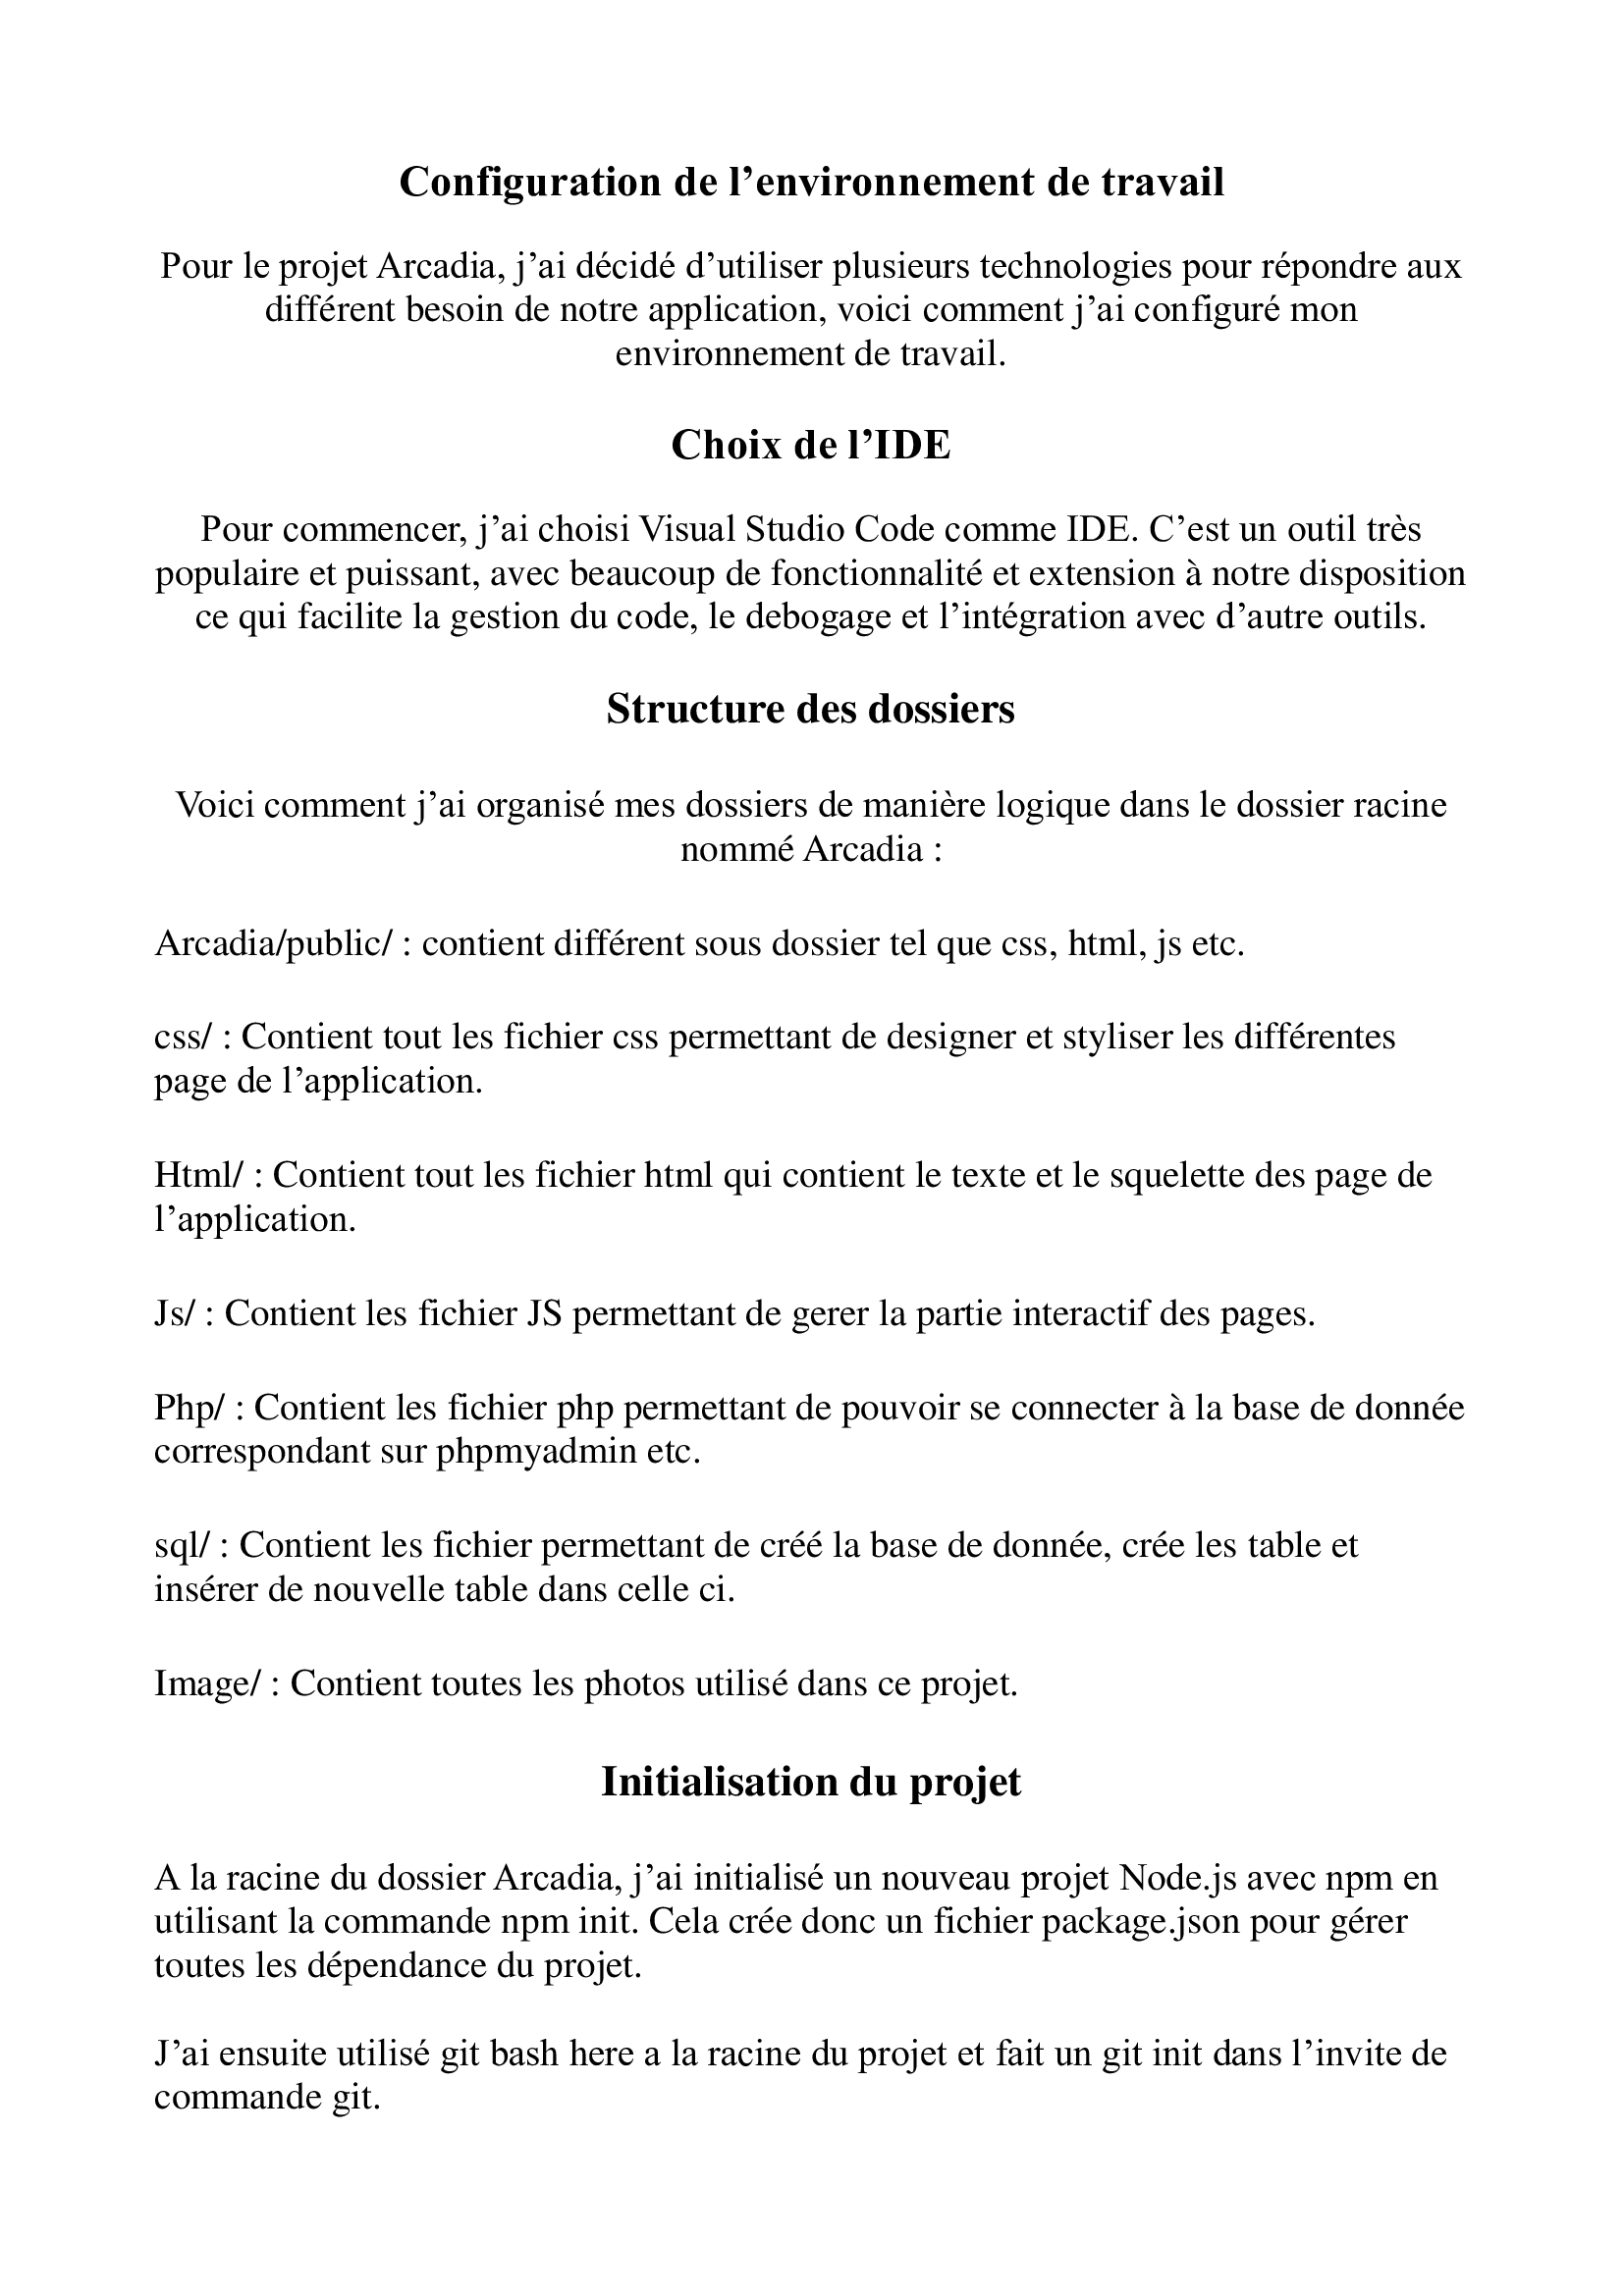 Configuration de l’environnement de travail
Pour le projet Arcadia, j’ai décidé d’utiliser plusieurs technologies pour répondre aux
différent besoin de notre application, voici comment j’ai configuré mon
environnement de travail.
Choix de l’IDE
Pour commencer, j’ai choisi Visual Studio Code comme IDE. C’est un outil très
populaire et puissant, avec beaucoup de fonctionnalité et extension à notre disposition
ce qui facilite la gestion du code, le debogage et l’intégration avec d’autre outils.
Structure des dossiers
Voici comment j’ai organisé mes dossiers de manière logique dans le dossier racine
nommé Arcadia :
Arcadia/public/ : contient différent sous dossier tel que css, html, js etc.
css/ : Contient tout les fichier css permettant de designer et styliser les différentes
page de l’application.
Html/ : Contient tout les fichier html qui contient le texte et le squelette des page de
l’application.
Js/ : Contient les fichier JS permettant de gerer la partie interactif des pages.
Php/ : Contient les fichier php permettant de pouvoir se connecter à la base de donnée
correspondant sur phpmyadmin etc.
sql/ : Contient les fichier permettant de créé la base de donnée, crée les table et
insérer de nouvelle table dans celle ci.
Image/ : Contient toutes les photos utilisé dans ce projet.
Initialisation du projet
A la racine du dossier Arcadia, j’ai initialisé un nouveau projet Node.js avec npm en
utilisant la commande npm init. Cela crée donc un fichier package.json pour gérer
toutes les dépendance du projet.
J’ai ensuite utilisé git bash here a la racine du projet et fait un git init dans l’invite de
commande git.